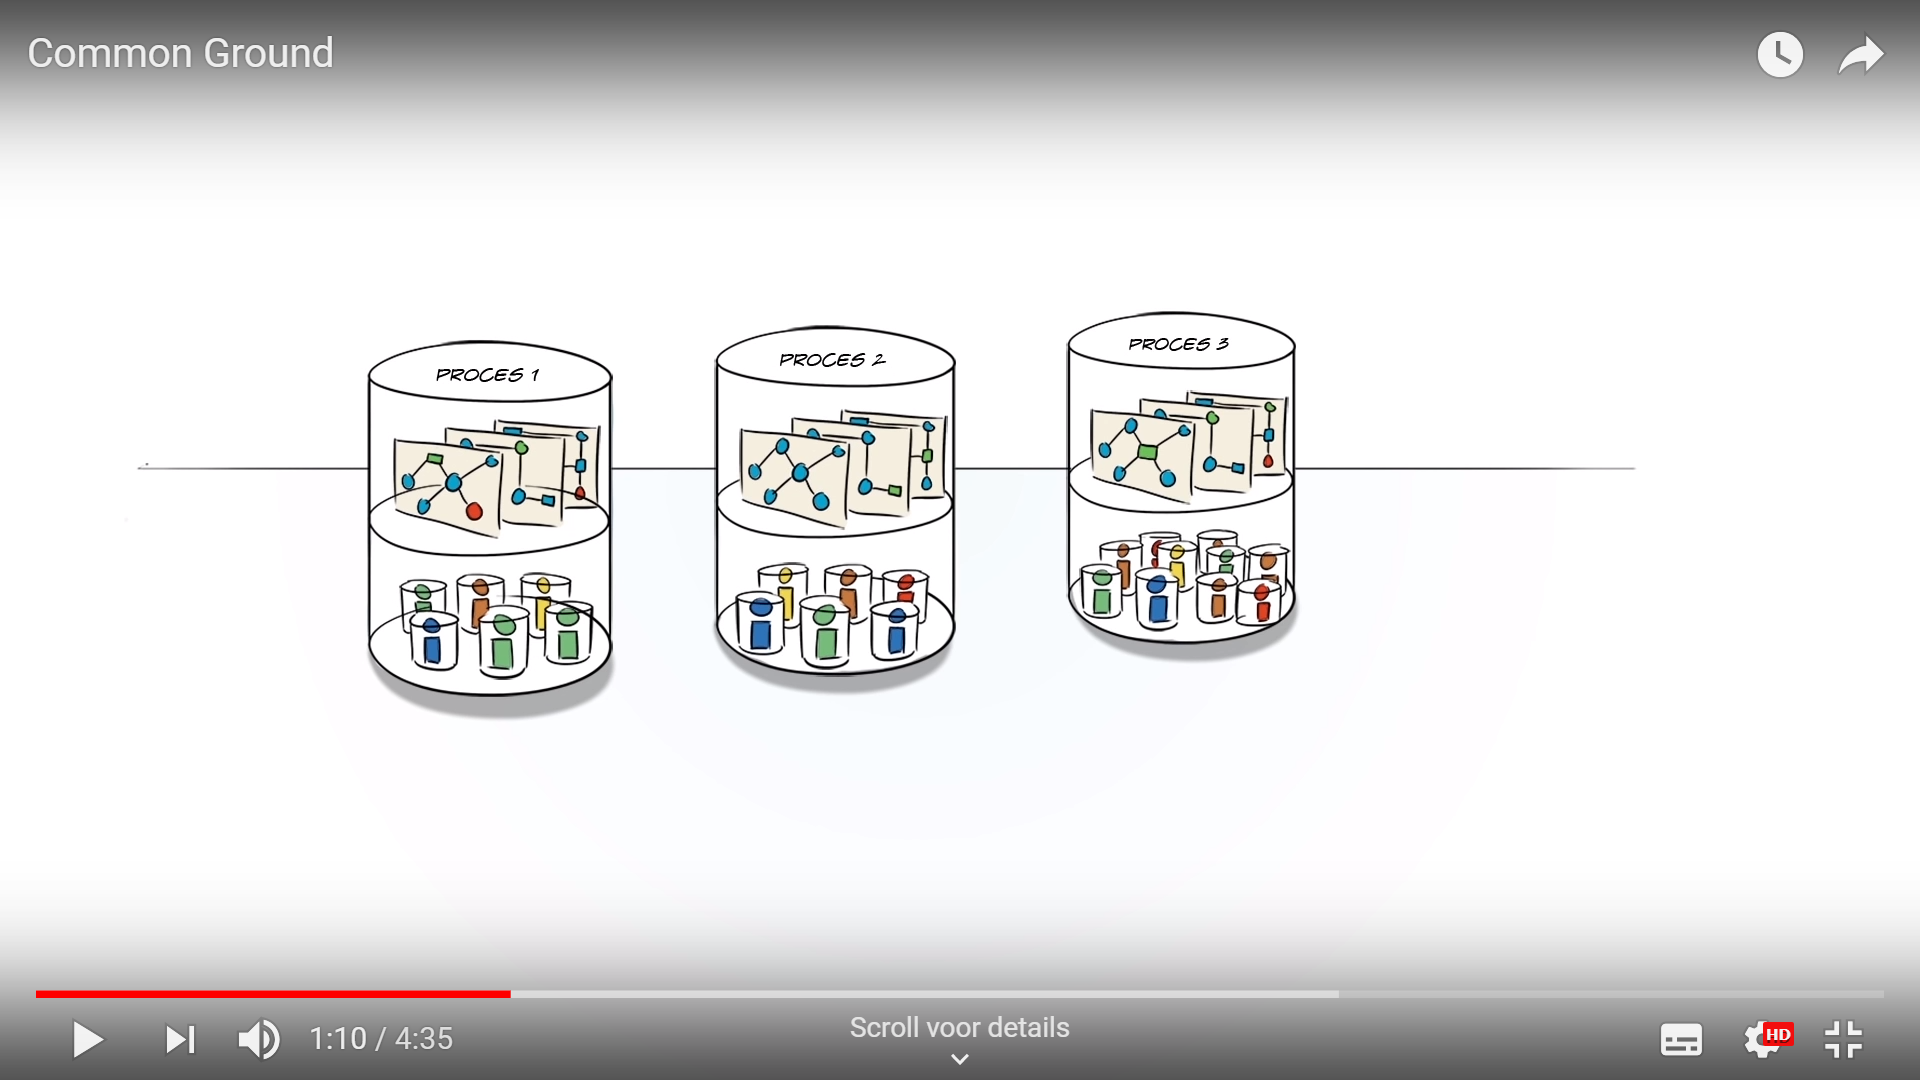 Common Ground
PROCES 1
PROCES 2
PROCES 3
1:10 / 4:35
Scroll voor details
HD